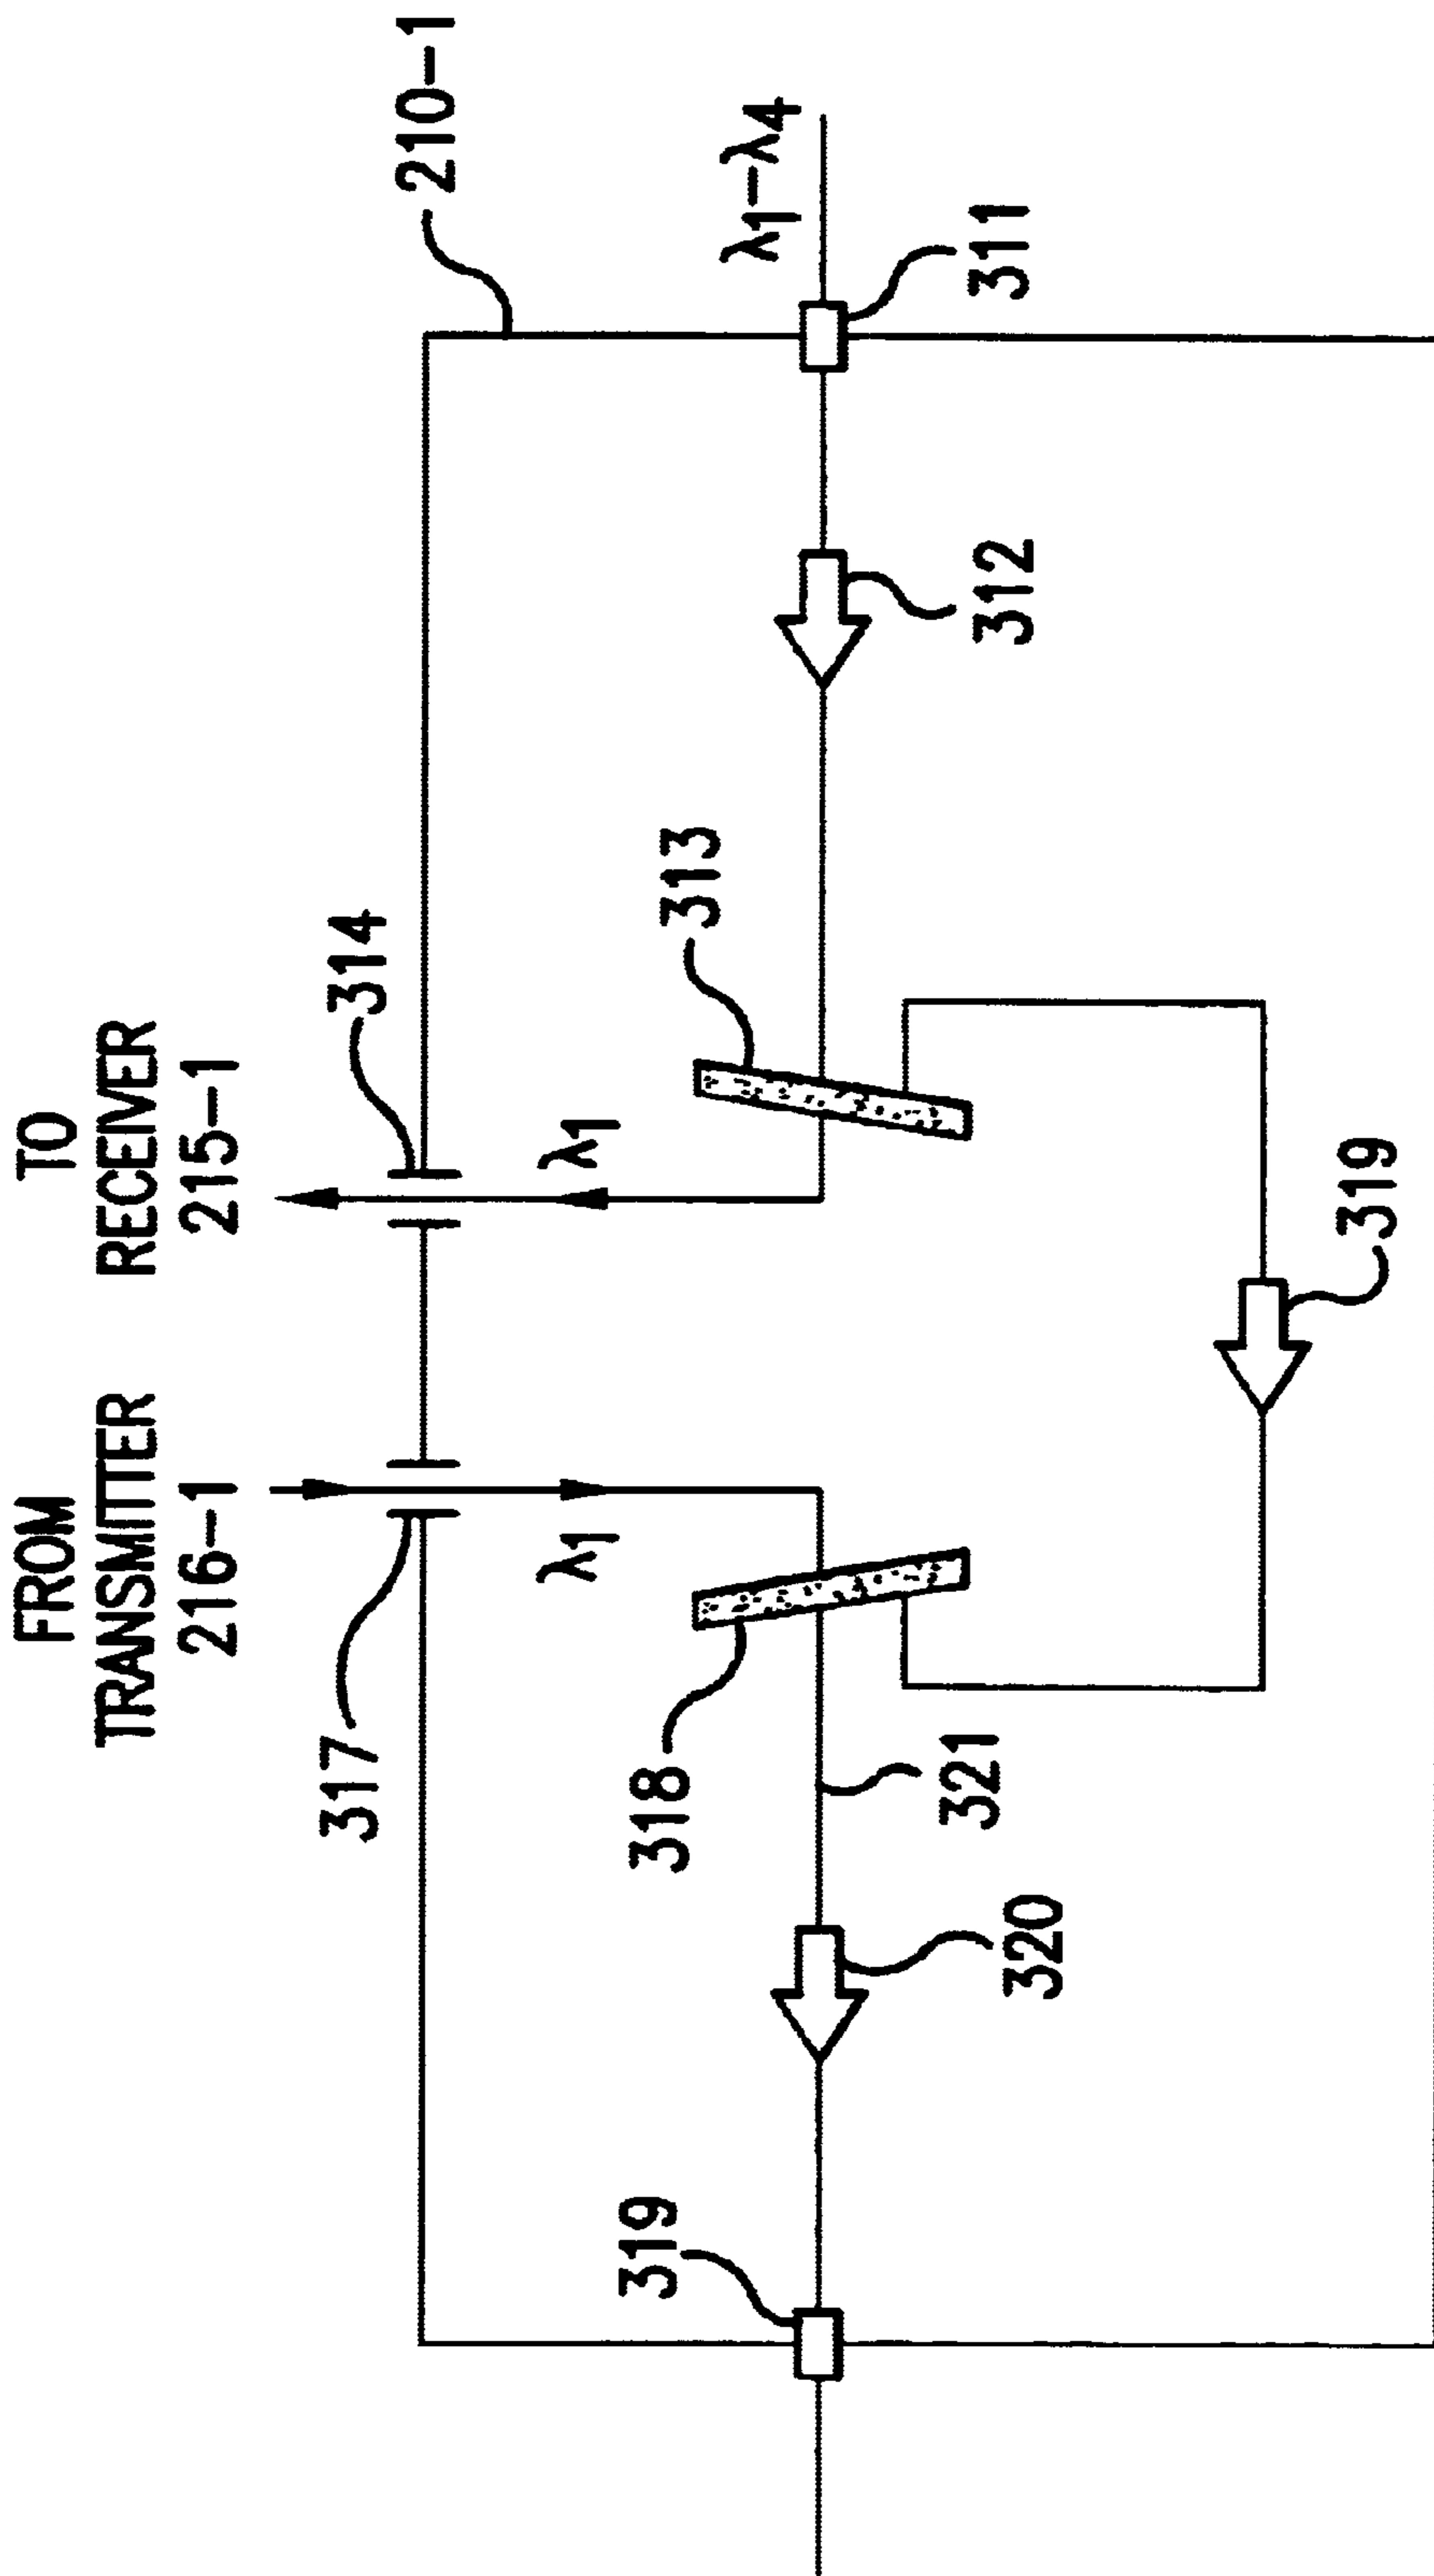 TO
RECEIVER
215-1
FROM
TRANSMITTER
216-1
210-1
λ1-λ4
311
312
313
314
λ1
λ1
317
318
319
321
320
319